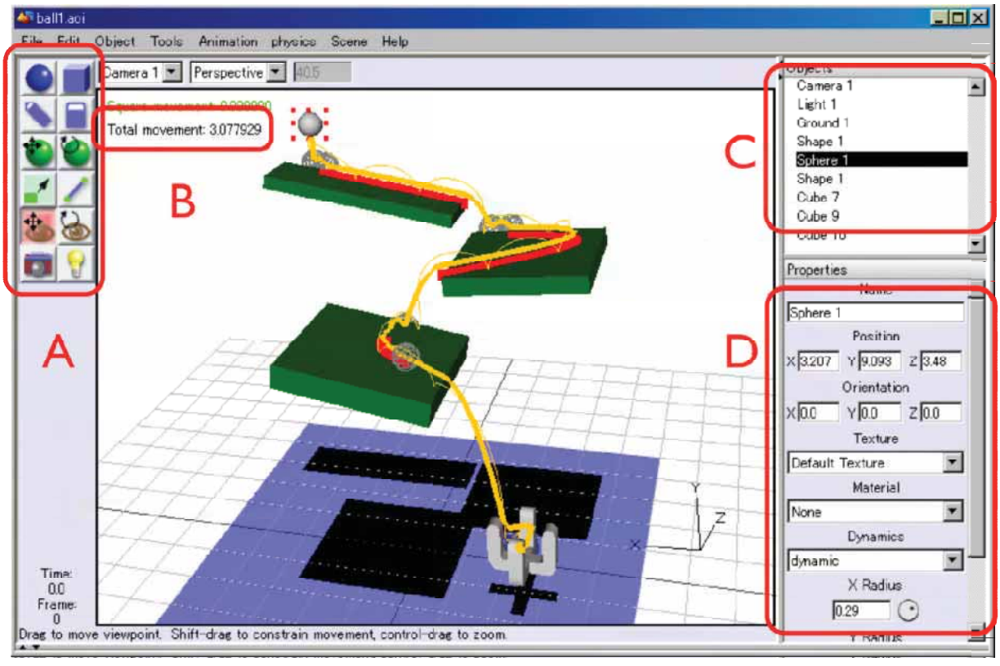 ball1.aoi
File Edit Object Tools Animation physics Scene Help
Camera 1 Perspective 40.5
Square movement:
Total movement: 3.077929
A
B
C
D
Objects
Camera 1
Light 1
Ground 1
Shape 1
Sphere 1
Shape 1
Cube 7
Cube 9
Cube 10
Properties
Name
Sphere 1
Position
X 3.207 Y 9.093 Z 3.48
Orientation
X 0.0 Y 0.0 Z 0.0
Texture
Default Texture
Material
None
Dynamics
dynamic
X Radius
0.29
Y Radius
Y
Z
X
Time:
0.0
Frame:
0
Drag to move viewpoint. Shift-drag to constrain movement, control-drag to zoom.